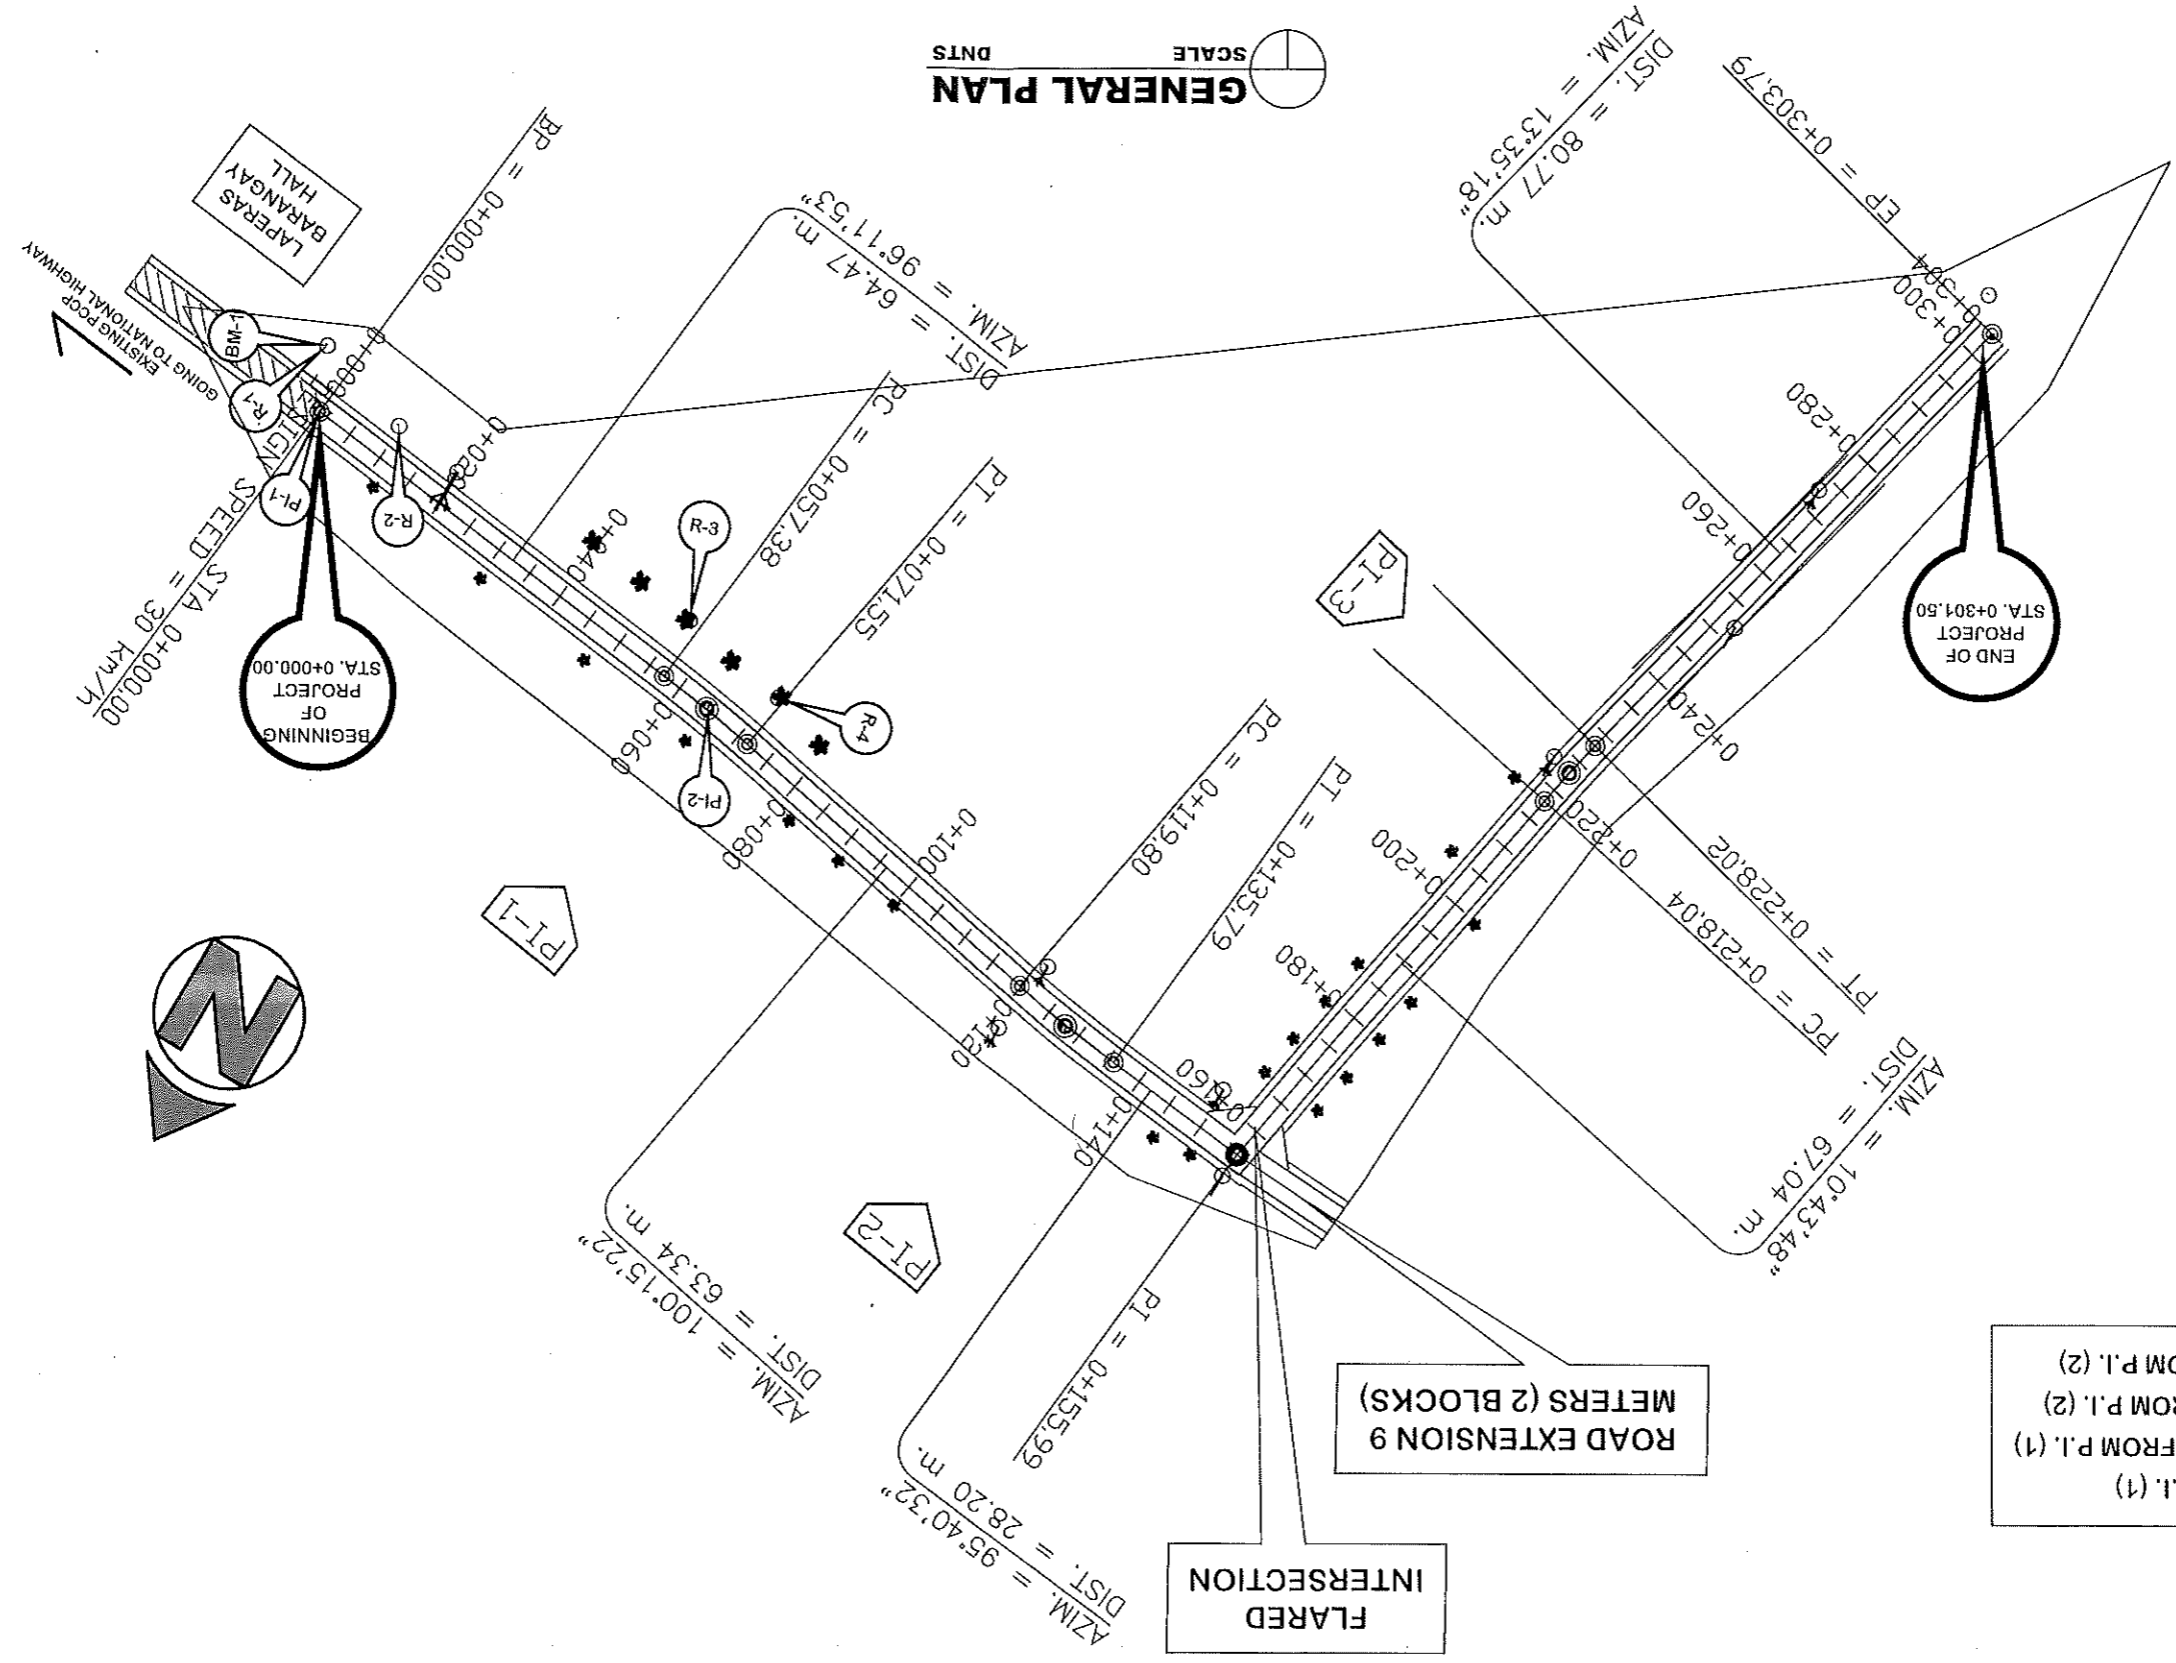 GENERAL PLAN
SCALE DNTS
LAPERAS
BARANGAY
HALL
EXISTING PCCP
GOING TO NATIONAL HIGHWAY
BM-1
R-1
PI-1
R-2
R-3
R-4
PI-2
BP = 0+000.00
SPEED STA 0+000.00
30 Km/h
BEGINNING
OF
PROJECT
STA. 0+000.00
DIST. = 64.47 m.
AZIM. = 96°11'53"
PC = 0+057.38
PT = 0+071.55
0+000
0+020
0+040
0+060
0+080
0+100
0+120
0+140
0+160
0+180
0+200
0+220
0+240
0+260
0+280
0+300
0+304
PI-1
PI-2
PI-3
AZIM. = 100°15'22"
DIST. = 63.34 m.
PC = 0+119.80
PT = 0+135.79
AZIM. = 95°40'32"
DIST. = 28.20 m.
PI = 0+155.99
FLARED
INTERSECTION
ROAD EXTENSION 9
METERS (2 BLOCKS)
AZIM. = 10°43'48"
DIST. = 67.04 m.
PC = 0+218.04
PT = 0+228.02
DIST. = 80.77 m.
AZIM. = 13°35'18"
EP = 0+303.79
END OF
PROJECT
STA. 0+301.50
N
.I. (1)
FROM P.I. (1)
ROM P.I. (2)
OM P.I. (2)